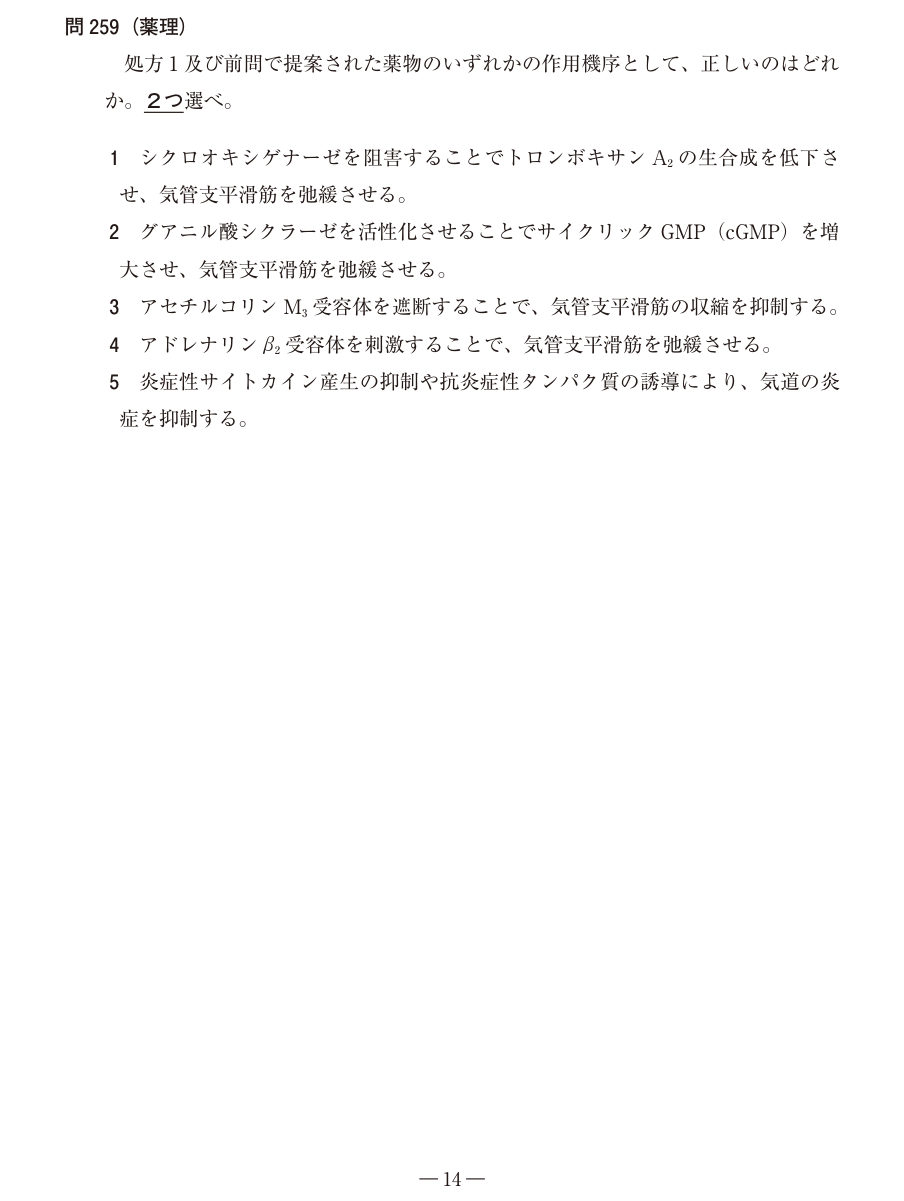 問 259（薬理）
処方１及び前問で提案された薬物のいずれかの作用機序として、正しいのはどれ
か。２つ選べ。
1 シクロオキシゲナーゼを阻害することでトロンボキサン A₂ の生合成を低下さ
せ、気管支平滑筋を弛緩させる。
2 グアニル酸シクラーゼを活性化させることでサイクリック GMP（cGMP）を増
大させ、気管支平滑筋を弛緩させる。
3 アセチルコリン M₃ 受容体を遮断することで、気管支平滑筋の収縮を抑制する。
4 アドレナリン β₂ 受容体を刺激することで、気管支平滑筋を弛緩させる。
5 炎症性サイトカイン産生の抑制や抗炎症性タンパク質の誘導により、気道の炎
症を抑制する。
― 14 ―